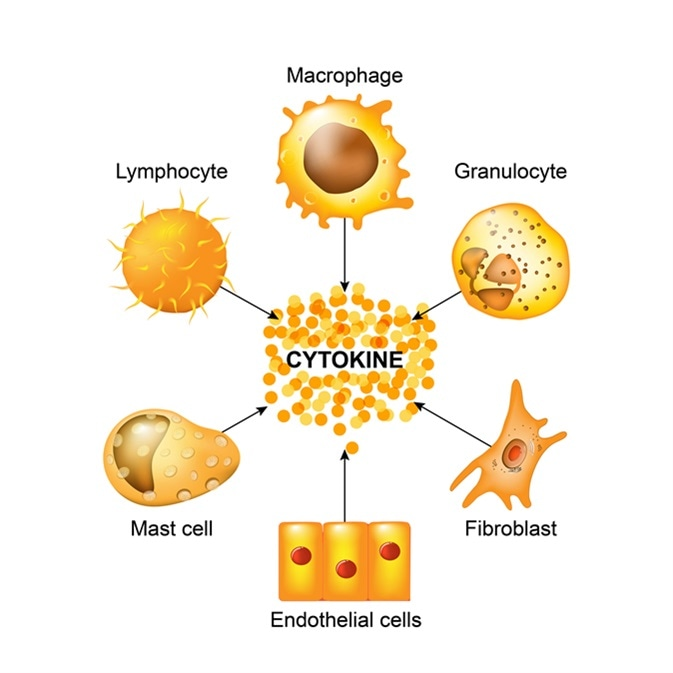 Macrophage
Lymphocyte
Granulocyte
CYTOKINE
Mast cell
Fibroblast
Endothelial cells